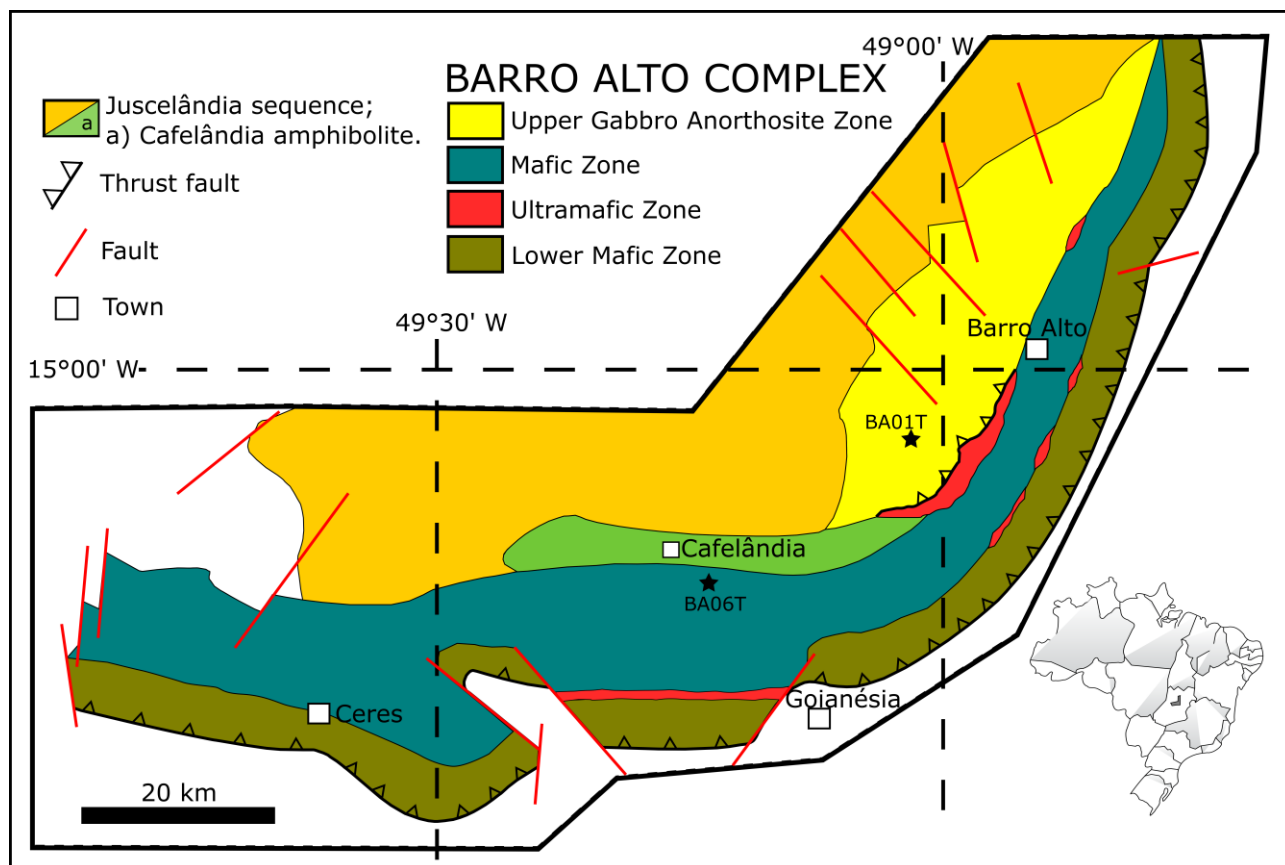 49°00' W
BARRO ALTO COMPLEX
Juscelândia sequence;
a
a) Cafelândia amphibolite.
Thrust fault
Fault
Town
Upper Gabbro Anorthosite Zone
Mafic Zone
Ultramafic Zone
Lower Mafic Zone
49°30' W
15°00' W
Barro Alto
BA01T
Cafelândia
BA06T
Goianésia
Ceres
20 km